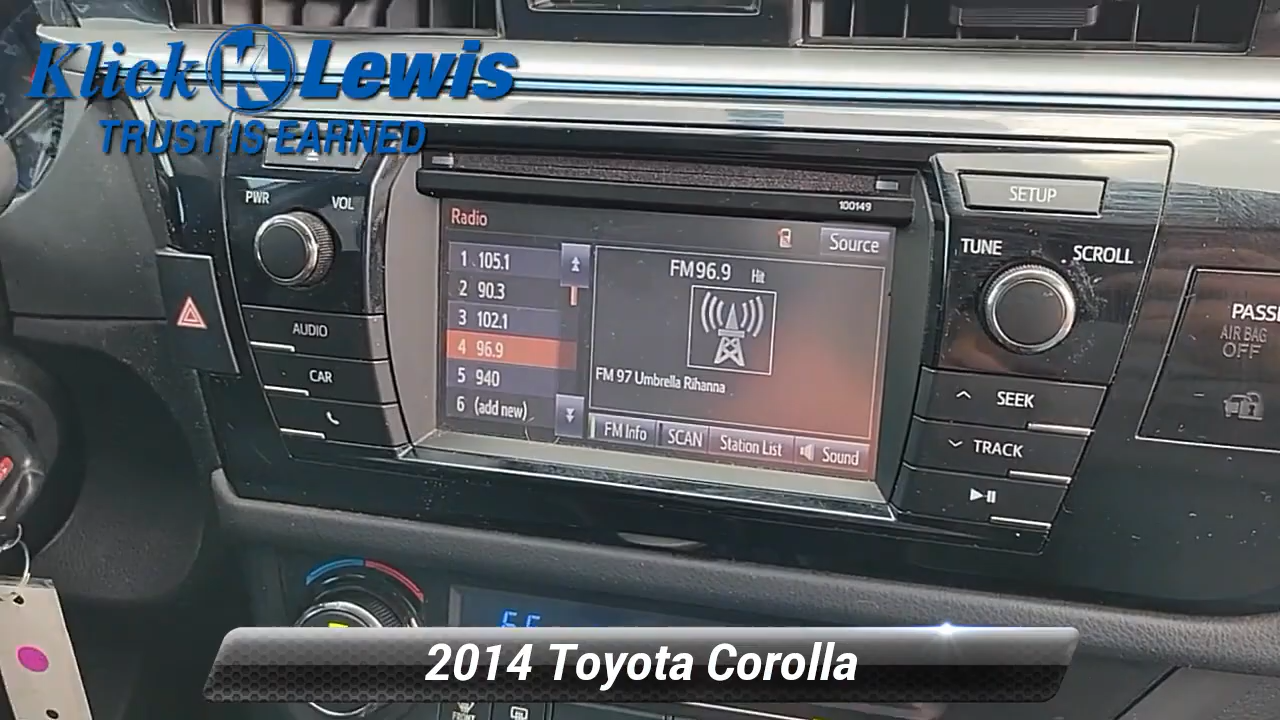 Klick K Lewis
TRUST IS EARNED
PWR VOL
AUDIO
CAR
100149
Radio
Source
1 105.1
2 90.3
3 102.1
4 96.9
5 940
6 (add new)
FM 96.9 Hit
FM 97 Umbrella Rihanna
FM Info SCAN Station List Sound
SETUP
TUNE SCROLL
SEEK
TRACK
AIR BAG
OFF
FRONT
2014 Toyota Corolla